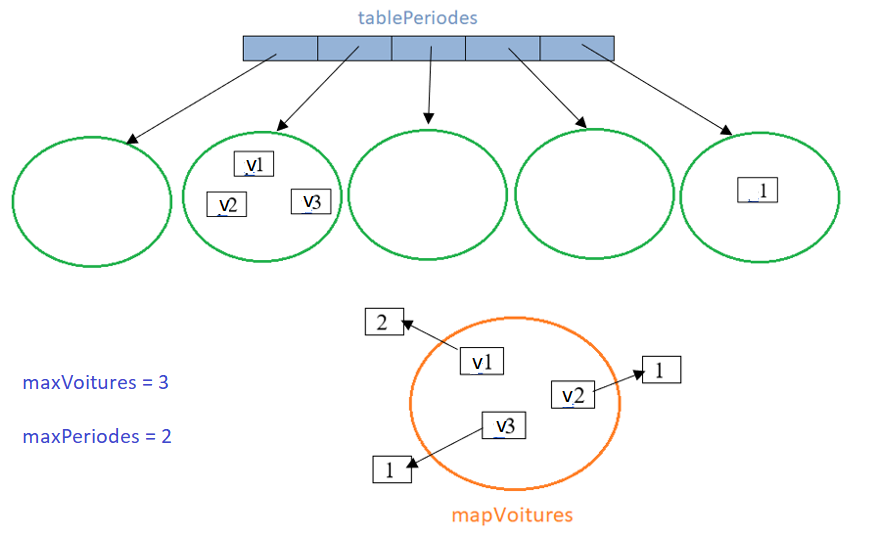 tablePeriodes
v1
v2
v3
1
2
v1
1
v2
maxVoitures = 3
v3
maxPeriodes = 2
1
mapVoitures